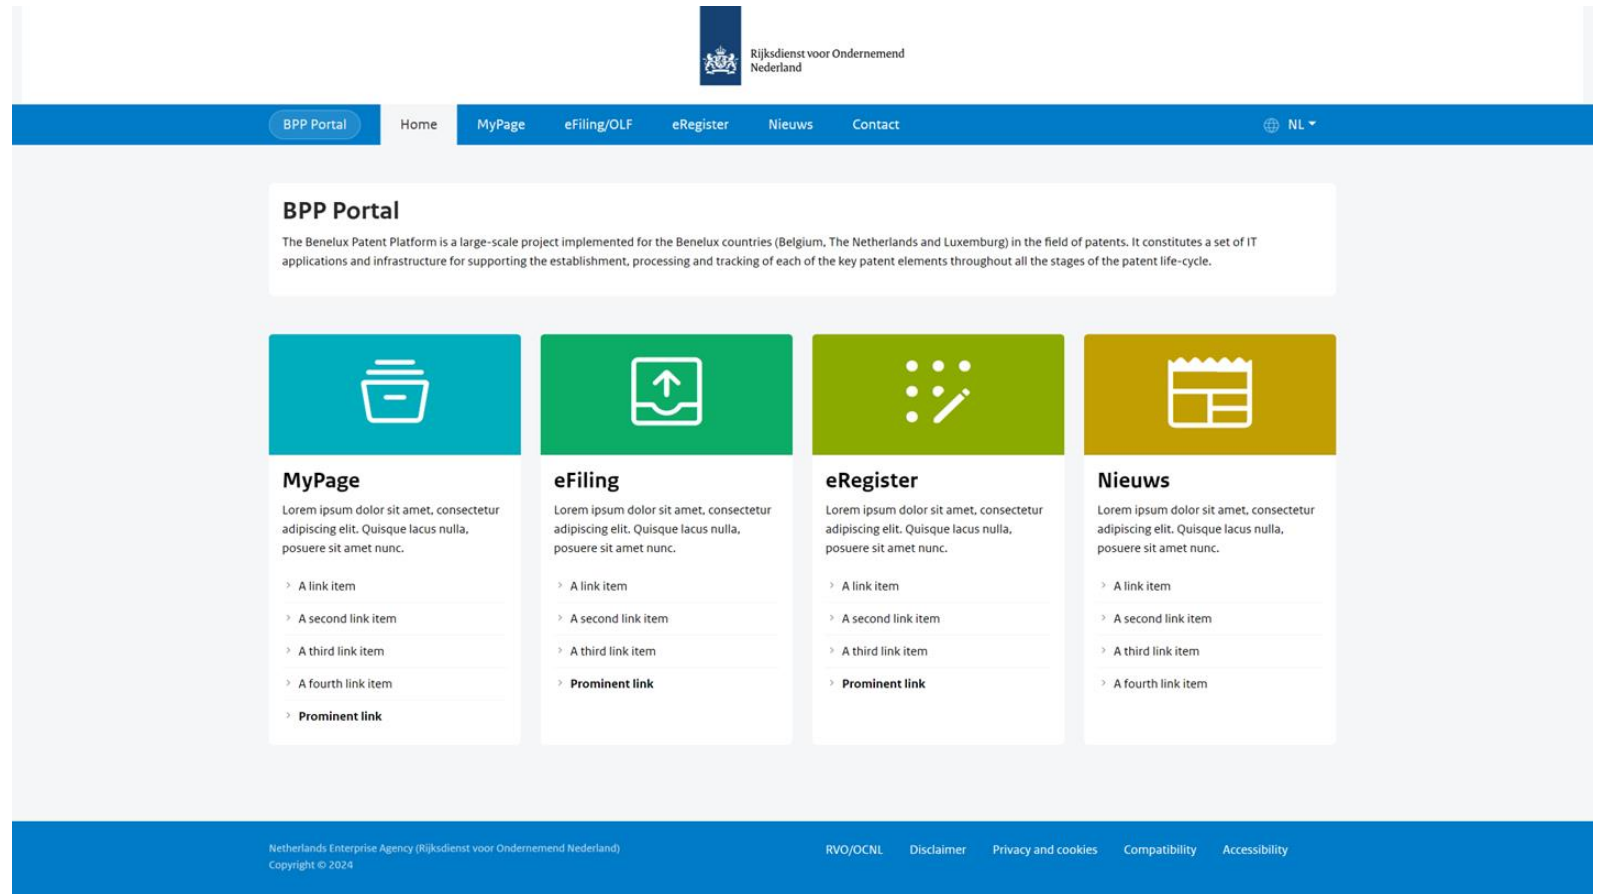 Rijksdienst voor Ondernemend
Nederland
BPP Portal
Home
MyPage
eFiling/OLF
eRegister
Nieuws
Contact
NL
BPP Portal
The Benelux Patent Platform is a large-scale project implemented for the Benelux countries (Belgium, The Netherlands and Luxemburg) in the field of patents. It constitutes a set of IT
applications and infrastructure for supporting the establishment, processing and tracking of each of the key patent elements throughout all the stages of the patent life-cycle.
MyPage
Lorem ipsum dolor sit amet, consectetur
adipiscing elit. Quisque lacus nulla,
posuere sit amet nunc.
A link item
A second link item
A third link item
A fourth link item
Prominent link
eFiling
Lorem ipsum dolor sit amet, consectetur
adipiscing elit. Quisque lacus nulla,
posuere sit amet nunc.
A link item
A second link item
A third link item
Prominent link
eRegister
Lorem ipsum dolor sit amet, consectetur
adipiscing elit. Quisque lacus nulla,
posuere sit amet nunc.
A link item
A second link item
A third link item
Prominent link
Nieuws
Lorem ipsum dolor sit amet, consectetur
adipiscing elit. Quisque lacus nulla,
posuere sit amet nunc.
A link item
A second link item
A third link item
A fourth link item
Netherlands Enterprise Agency (Rijksdienst voor Ondernemend Nederland)
Copyright © 2024
RVO/OCNL
Disclaimer
Privacy and cookies
Compatibility
Accessibility